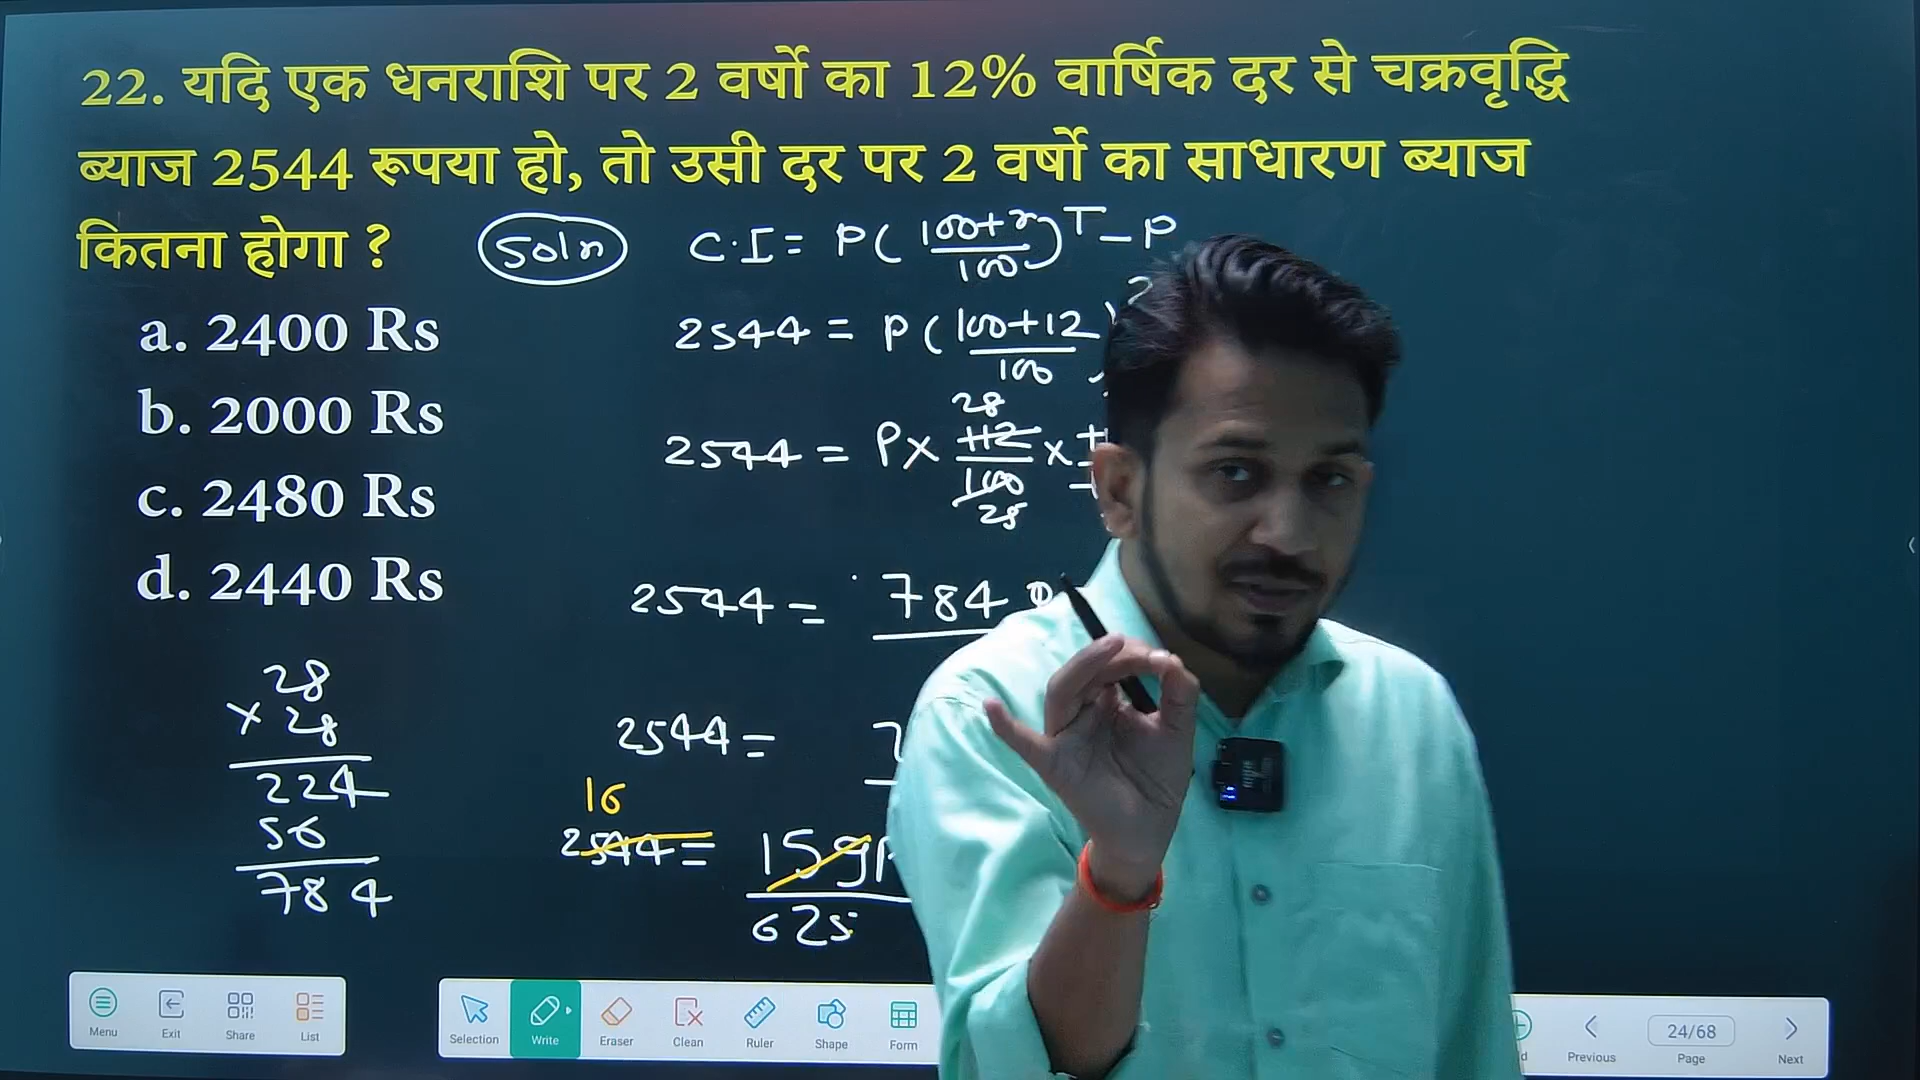 22. यदि एक धनराशि पर 2 वर्षो का 12% वार्षिक दर से चक्रवृद्धि
ब्याज 2544 रूपया हो, तो उसी दर पर 2 वर्षो का साधारण ब्याज
कितना होगा ?
Soln
C.I = P( 100+r / 100 )^T - P
a. 2400 Rs
b. 2000 Rs
c. 2480 Rs
d. 2440 Rs
2544 = P( 100+12 / 100
2544 = P× 112 / 100 ×
28
25
2544 = 784
2544 =
16
2544 = 159P / 625
28
× 28
224
56
784
Menu
Exit
Share
List
Selection
Write
Eraser
Clean
Ruler
Shape
Form
Previous
24/68
Page
Next